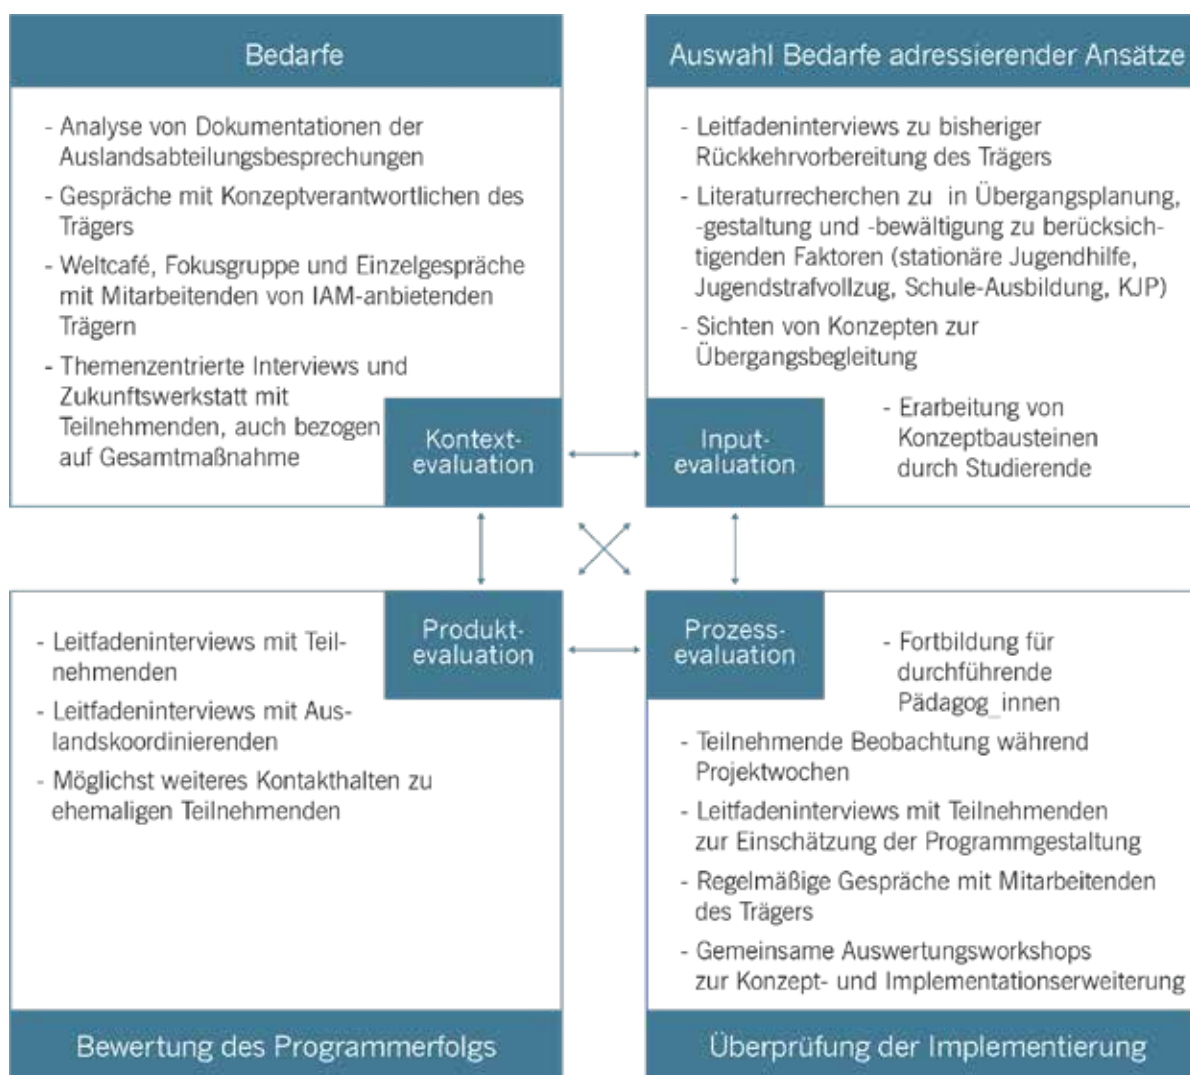 Bedarfe
- Analyse von Dokumentationen der
Auslandsabteilungsbesprechungen
- Gespräche mit Konzeptverantwortlichen des
Trägers
- Weltcafé, Fokusgruppe und Einzelgespräche
mit Mitarbeitenden von IAM-anbietenden
Trägern
- Themenzentrierte Interviews und
Zukunftswerkstatt mit
Teilnehmenden, auch bezogen
auf Gesamtmaßnahme
Kontext-
evaluation
Auswahl Bedarfe adressierender Ansätze
- Leitfadeninterviews zu bisheriger
Rückkehrvorbereitung des Trägers
- Literaturrecherchen zu in Übergangsplanung,
-gestaltung und -bewältigung zu berücksich-
tigenden Faktoren (stationäre Jugendhilfe,
Jugendstrafvollzug, Schule-Ausbildung, KJP)
- Sichten von Konzepten zur
Übergangsbegleitung
- Erarbeitung von
Konzeptbausteinen
durch Studierende
Input-
evaluation
Produkt-
evaluation
- Leitfadeninterviews mit Teil-
nehmenden
- Leitfadeninterviews mit Aus-
landskoordinierenden
- Möglichst weiteres Kontakthalten zu
ehemaligen Teilnehmenden
Bewertung des Programmerfolgs
Prozess-
evaluation
- Fortbildung für
durchführende
Pädagog_innen
- Teilnehmende Beobachtung während
Projektwochen
- Leitfadeninterviews mit Teilnehmenden
zur Einschätzung der Programmgestaltung
- Regelmäßige Gespräche mit Mitarbeitenden
des Trägers
- Gemeinsame Auswertungsworkshops
zur Konzept- und Implementationserweiterung
Überprüfung der Implementierung